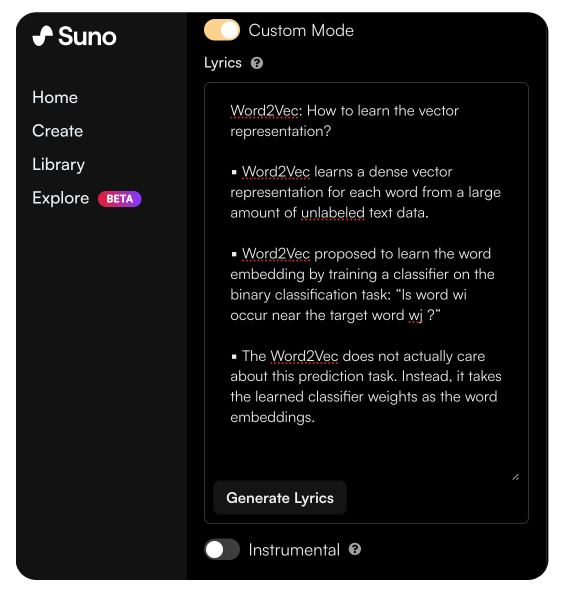 Suno
Home
Create
Library
Explore BETA
Custom Mode
Lyrics ?
Word2Vec: How to learn the vector
representation?
▪ Word2Vec learns a dense vector
representation for each word from a large
amount of unlabeled text data.
▪ Word2Vec proposed to learn the word
embedding by training a classifier on the
binary classification task: “Is word wi
occur near the target word wj ?”
▪ The Word2Vec does not actually care
about this prediction task. Instead, it takes
the learned classifier weights as the word
embeddings.
Generate Lyrics
Instrumental ?